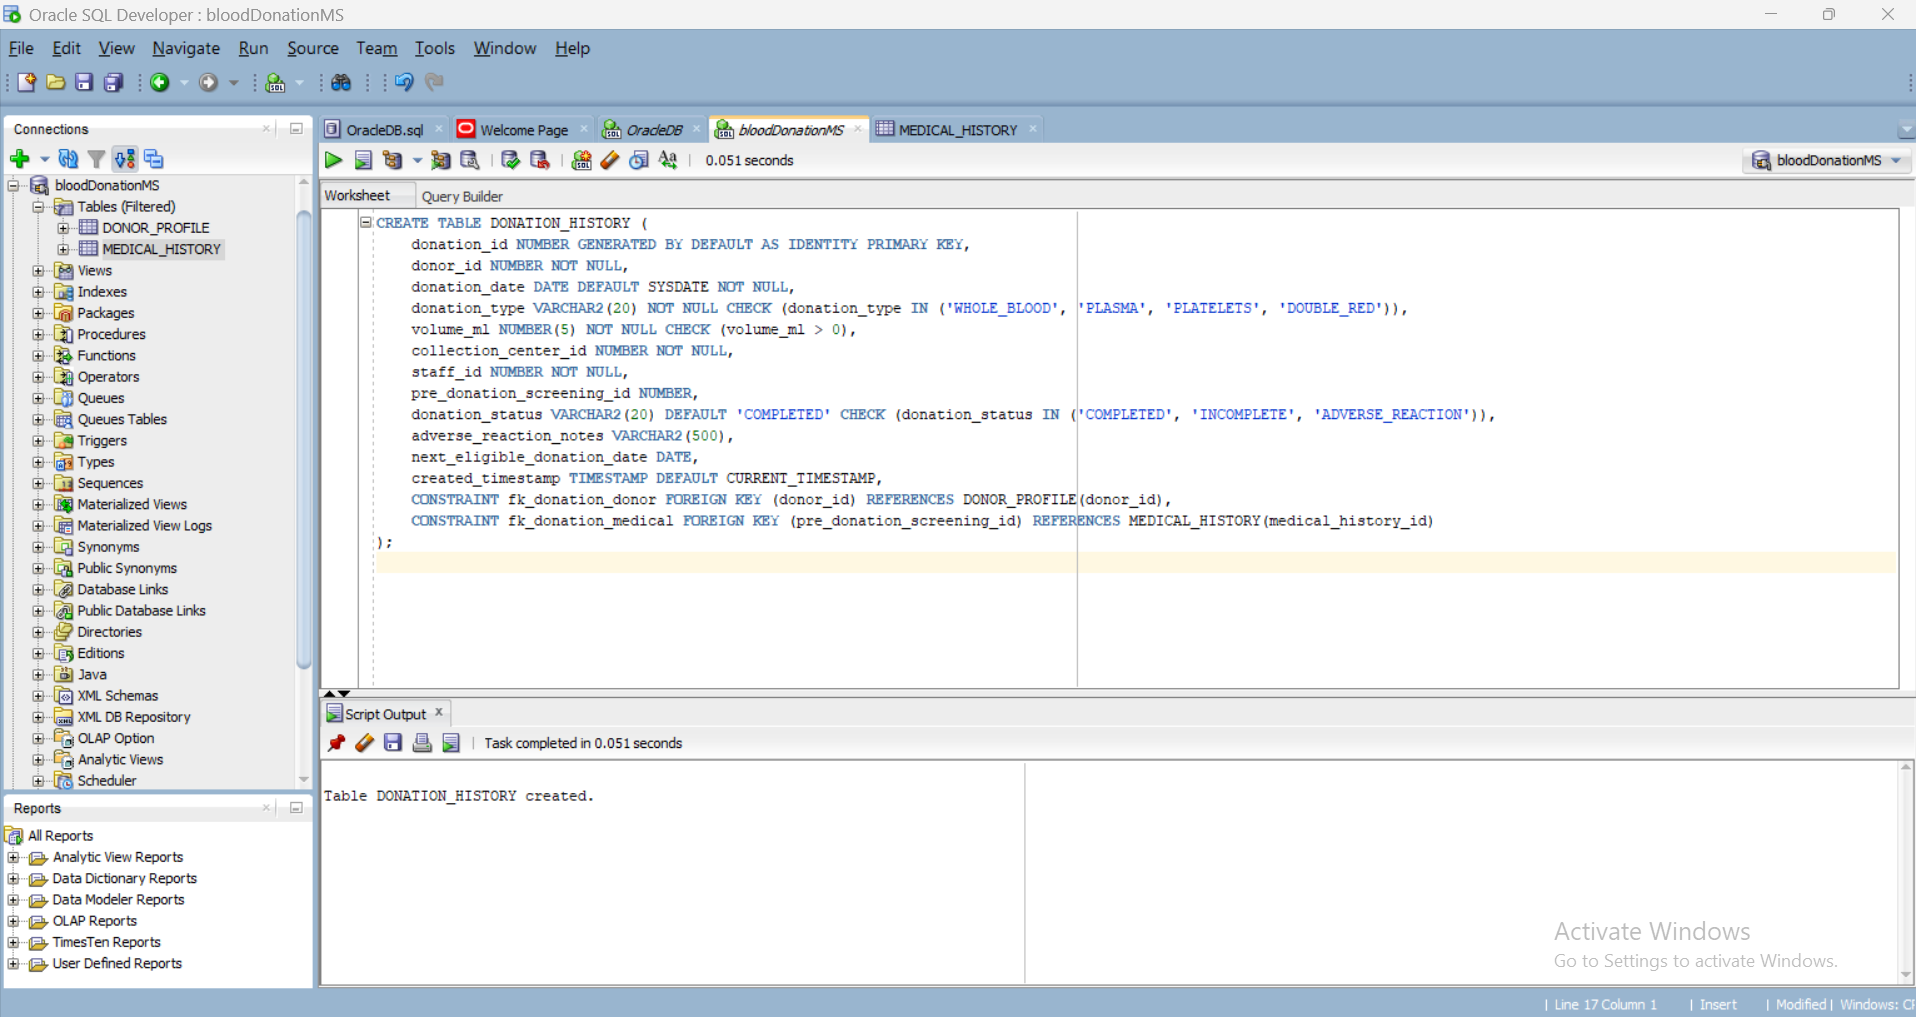 Oracle SQL Developer : bloodDonationMS
File Edit View Navigate Run Source Team Tools Window Help
Connections
OracleDB.sql
Welcome Page
OracleDB
bloodDonationMS
MEDICAL_HISTORY
0.051 seconds
bloodDonationMS
Worksheet
Query Builder
bloodDonationMS
Tables (Filtered)
DONOR_PROFILE
MEDICAL_HISTORY
Views
Indexes
Packages
Procedures
Functions
Operators
Queues
Queues Tables
Triggers
Types
Sequences
Materialized Views
Materialized View Logs
Synonyms
Public Synonyms
Database Links
Public Database Links
Directories
Editions
Java
XML Schemas
XML DB Repository
OLAP Option
Analytic Views
Scheduler
CREATE TABLE DONATION_HISTORY (
donation_id NUMBER GENERATED BY DEFAULT AS IDENTITY PRIMARY KEY,
donor_id NUMBER NOT NULL,
donation_date DATE DEFAULT SYSDATE NOT NULL,
donation_type VARCHAR2(20) NOT NULL CHECK (donation_type IN ('WHOLE_BLOOD', 'PLASMA', 'PLATELETS', 'DOUBLE_RED')),
volume_ml NUMBER(5) NOT NULL CHECK (volume_ml > 0),
collection_center_id NUMBER NOT NULL,
staff_id NUMBER NOT NULL,
pre_donation_screening_id NUMBER,
donation_status VARCHAR2(20) DEFAULT 'COMPLETED' CHECK (donation_status IN ('COMPLETED', 'INCOMPLETE', 'ADVERSE_REACTION')),
adverse_reaction_notes VARCHAR2(500),
next_eligible_donation_date DATE,
created_timestamp TIMESTAMP DEFAULT CURRENT_TIMESTAMP,
CONSTRAINT fk_donation_donor FOREIGN KEY (donor_id) REFERENCES DONOR_PROFILE(donor_id),
CONSTRAINT fk_donation_medical FOREIGN KEY (pre_donation_screening_id) REFERENCES MEDICAL_HISTORY(medical_history_id)
);
Script Output
Task completed in 0.051 seconds
Table DONATION_HISTORY created.
Reports
All Reports
Analytic View Reports
Data Dictionary Reports
Data Modeler Reports
OLAP Reports
TimesTen Reports
User Defined Reports
Activate Windows
Go to Settings to activate Windows.
Line 17 Column 1 | Insert | Modified | Windows: